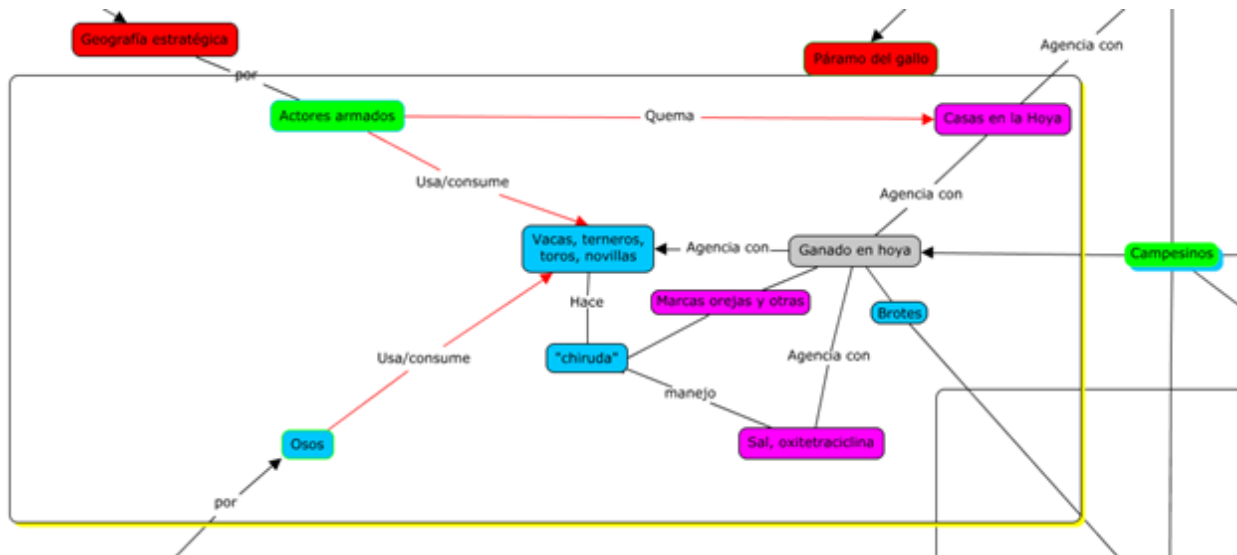 Geografía estratégica
Agencia con
Páramo del gallo
por
Actores armados
Quema
Casas en la Hoya
Usa/consume
Agencia con
Vacas, terneros,
toros, novillas
Agencia con
Ganado en hoya
Campesinos
Hace
Marcas orejas y otras
Brotes
Usa/consume
"chiruda"
Agencia con
manejo
Osos
Sal, oxitetraciclina
por